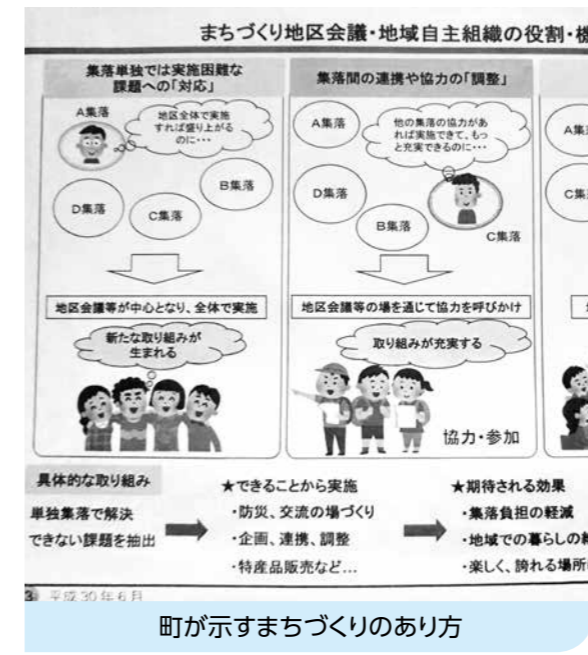 まちづくり地区会議・地域自主組織の役割・機
集落単独では実施困難な
課題への「対応」
A集落
地区全体で実施
すれば盛り上がる
のに・・・
B集落
D集落
C集落
地区会議等が中心となり、全体で実施
新たな取り組みが
生まれる
集落間の連携や協力の「調整」
A集落
他の集落の協力があ
れば実施できて、もっ
と充実できるのに・・・
D集落
B集落
C集落
地区会議等の場を通じて協力を呼びかけ
取り組みが充実する
協力・参加
A集
C集
具体的な取り組み
単独集落で解決
できない課題を抽出
★できることから実施
・防災、交流の場づくり
・企画、連携、調整
・特産品販売など…
★期待される効果
・集落負担の軽減
・地域での暮らしの
・楽しく、誇れる場所
3 平成30年6月
町が示すまちづくりのあり方